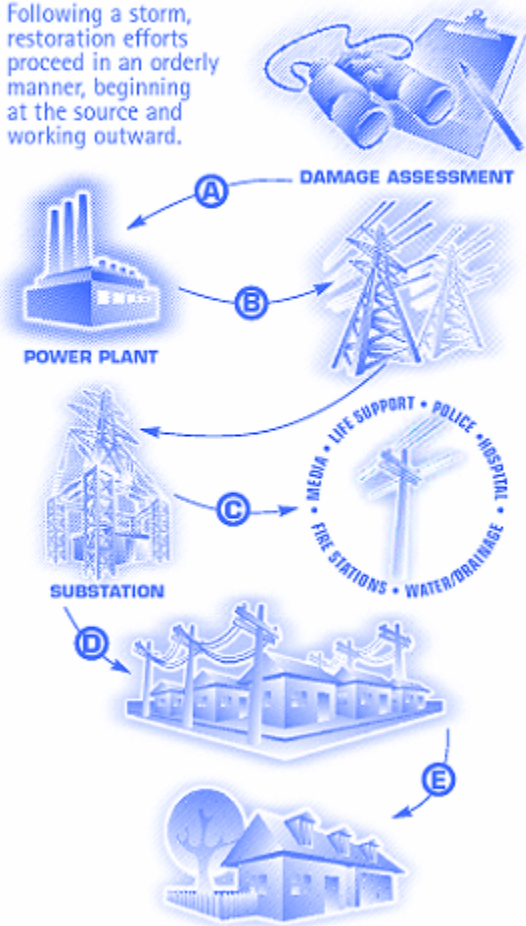 Following a storm,
restoration efforts
proceed in an orderly
manner, beginning
at the source and
working outward.
DAMAGE ASSESSMENT
A
B
POWER PLANT
• MEDIA • LIFE SUPPORT • POLICE • HOSPITAL •
FIRE STATIONS • WATER/DRAINAGE
C
SUBSTATION
D
E